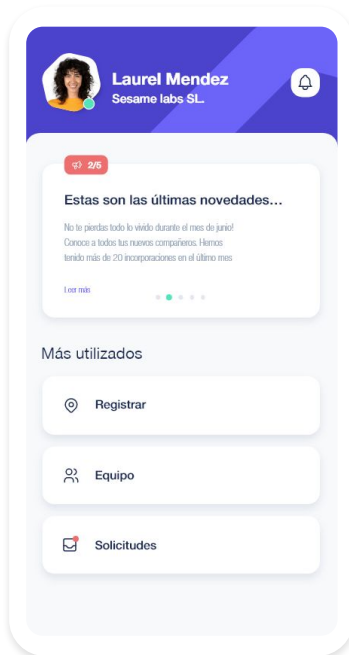 Laurel Mendez
Sesame labs SL.
2/5
Estas son las últimas novedades...
No te pierdas todo lo vivido durante el mes de junio!
Conoce a todos tus nuevos compañeros. Hemos
tenido más de 20 incorporaciones en el último mes
Leer más
Más utilizados
Registrar
Equipo
Solicitudes